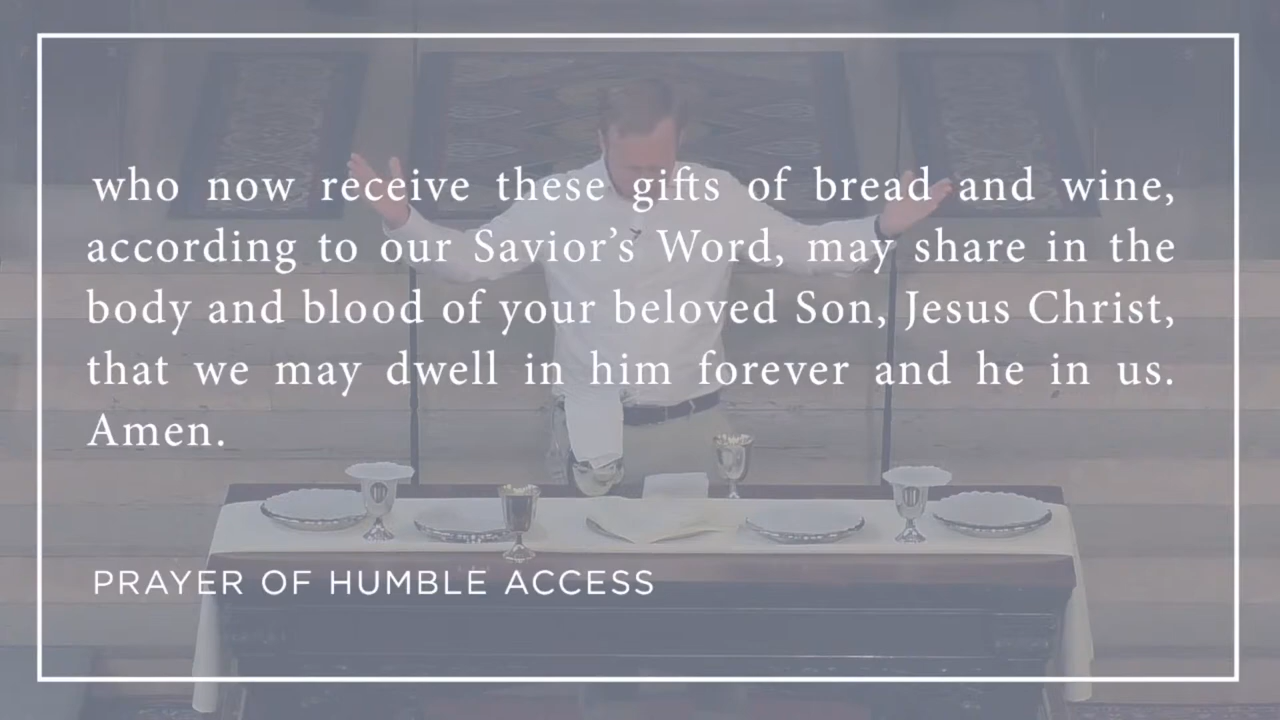 who now receive these gifts of bread and wine,
according to our Savior’s Word, may share in the
body and blood of your beloved Son, Jesus Christ,
that we may dwell in him forever and he in us.
Amen.
PRAYER OF HUMBLE ACCESS